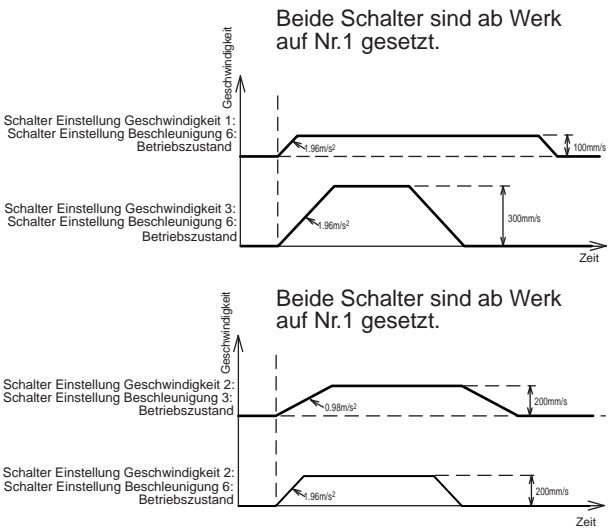 Beide Schalter sind ab Werk
auf Nr.1 gesetzt.
Geschwindigkeit
Schalter Einstellung Geschwindigkeit 1:
Schalter Einstellung Beschleunigung 6:
Betriebszustand
1.96m/s²
100mm/s
Schalter Einstellung Geschwindigkeit 3:
Schalter Einstellung Beschleunigung 6:
Betriebszustand
1.96m/s²
300mm/s
Zeit
Beide Schalter sind ab Werk
auf Nr.1 gesetzt.
Geschwindigkeit
Schalter Einstellung Geschwindigkeit 2:
Schalter Einstellung Beschleunigung 3:
Betriebszustand
0.98m/s²
200mm/s
Schalter Einstellung Geschwindigkeit 2:
Schalter Einstellung Beschleunigung 6:
Betriebszustand
1.96m/s²
200mm/s
Zeit